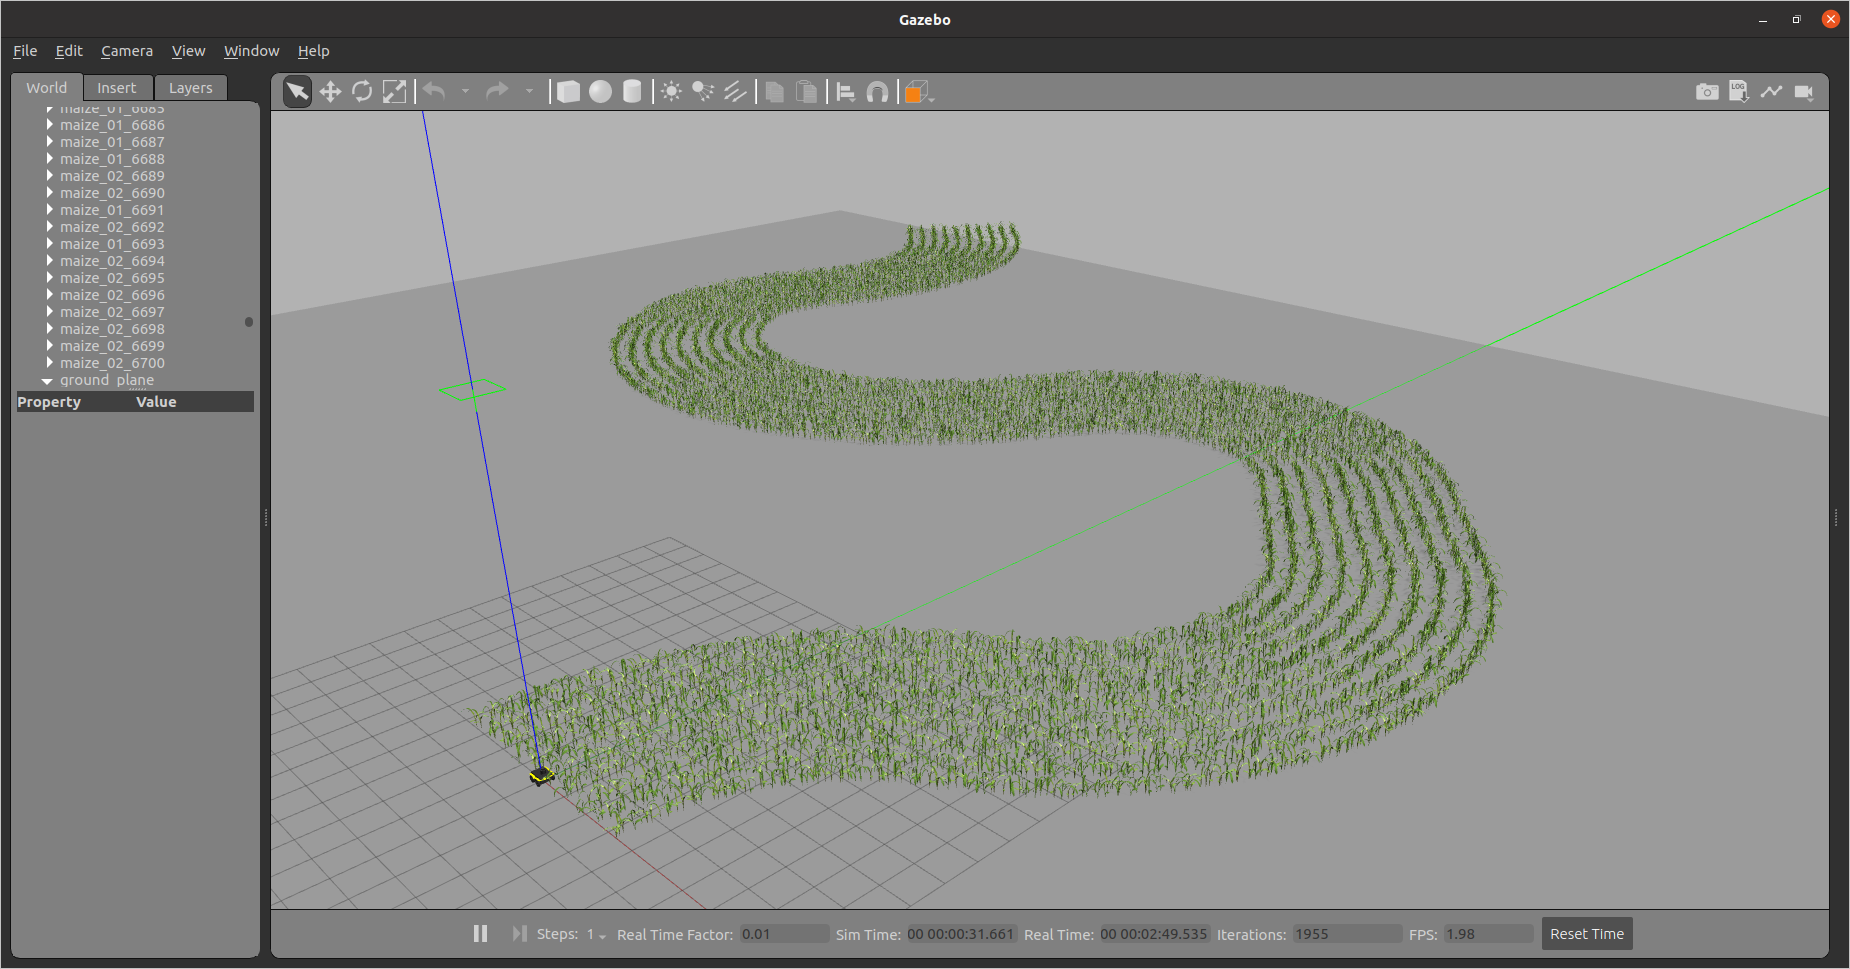 Gazebo
File Edit Camera View Window Help
World Insert Layers
maize_01_6685
maize_01_6686
maize_01_6687
maize_01_6688
maize_02_6689
maize_02_6690
maize_01_6691
maize_02_6692
maize_01_6693
maize_02_6694
maize_02_6695
maize_02_6696
maize_02_6697
maize_02_6698
maize_02_6699
maize_02_6700
ground_plane
Property Value
LOG
Steps: 1 Real Time Factor: 0.01 Sim Time: 00 00:00:31.661 Real Time: 00 00:02:49.535 Iterations: 1955 FPS: 1.98 Reset Time